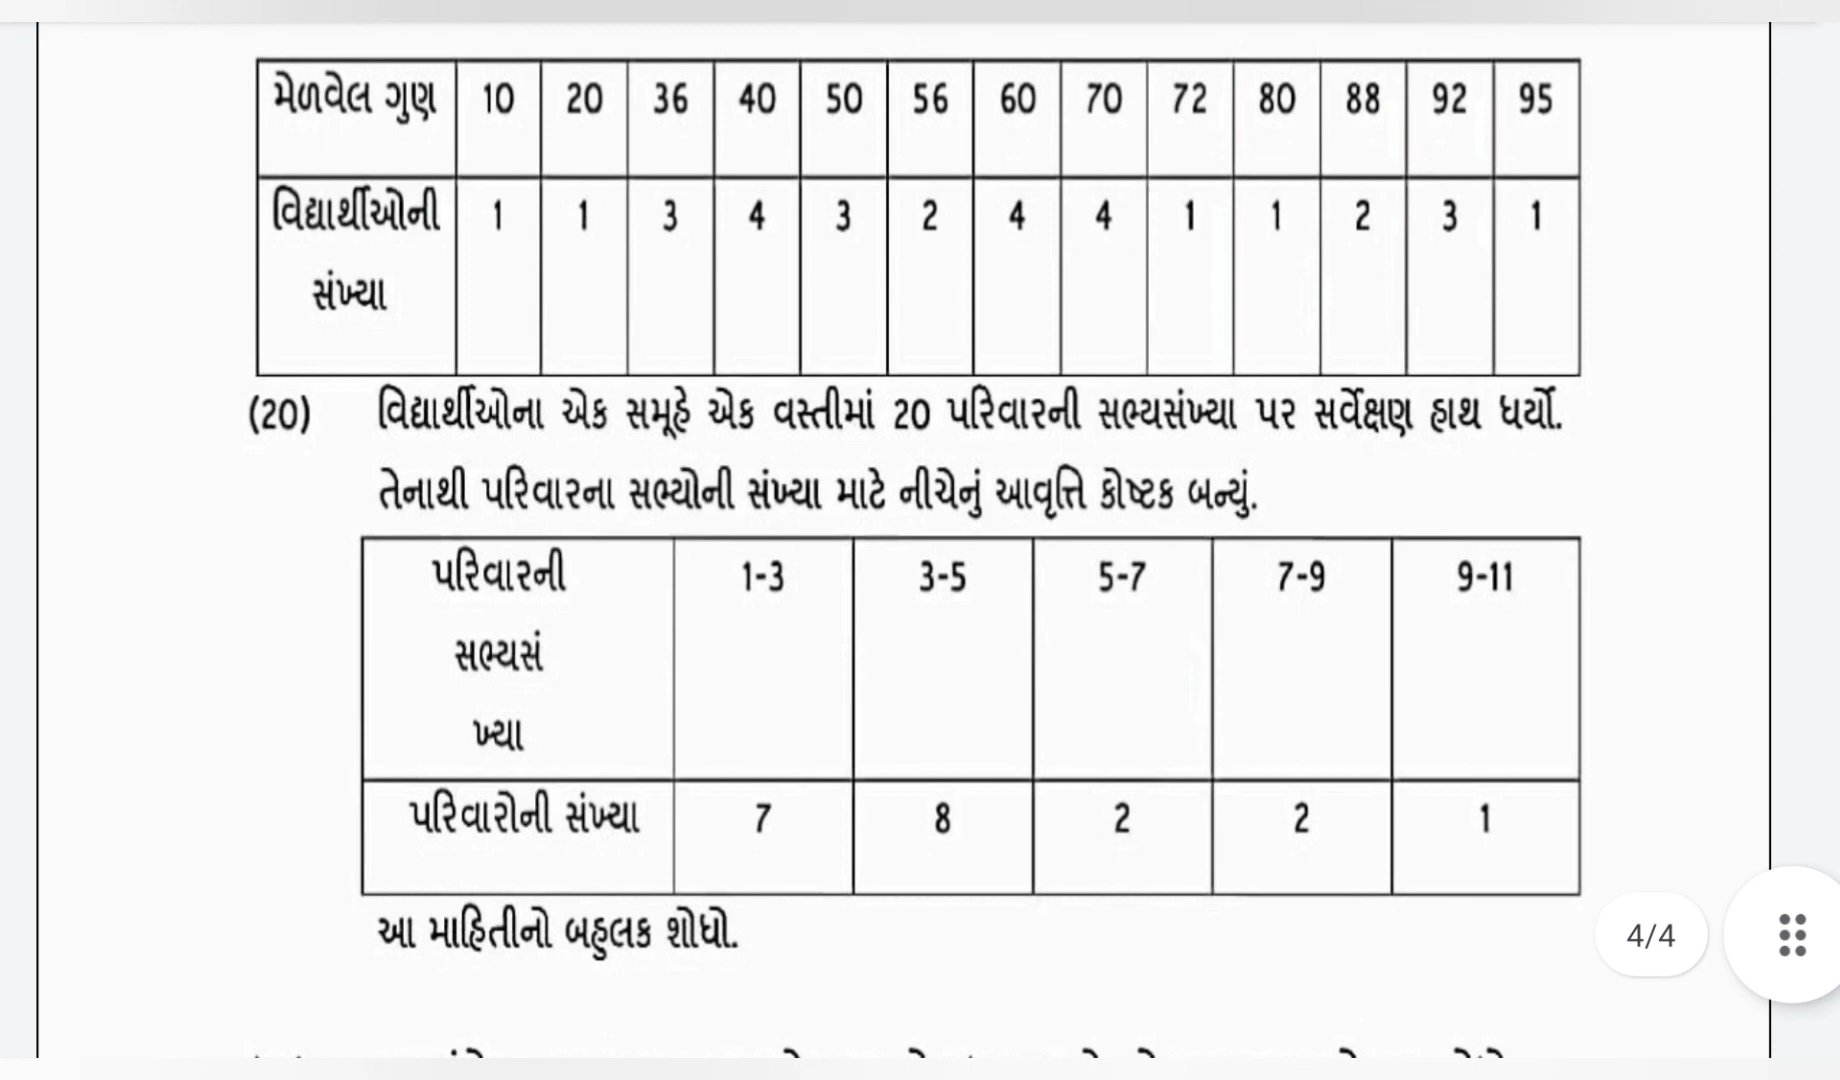 મેળવેલ ગુણ 10 20 36 40 50 56 60 70 72 80 88 92 95
વિદ્યાર્થીઓની 1 1 3 4 3 2 4 4 1 1 2 3 1
સંખ્યા
(20) વિદ્યાર્થીઓના એક સમૂહે એક વસ્તીમાં 20 પરિવારની સભ્યસંખ્યા પર સર્વેક્ષણ હાથ ધર્યો.
તેનાથી પરિવારના સભ્યોની સંખ્યા માટે નીચેનું આવૃત્તિ કોષ્ટક બન્યું.
પરિવારની 1-3 3-5 5-7 7-9 9-11
સભ્યસં
ખ્યા
પરિવારોની સંખ્યા 7 8 2 2 1
આ માહિતીનો બહુલક શોધો.
4/4